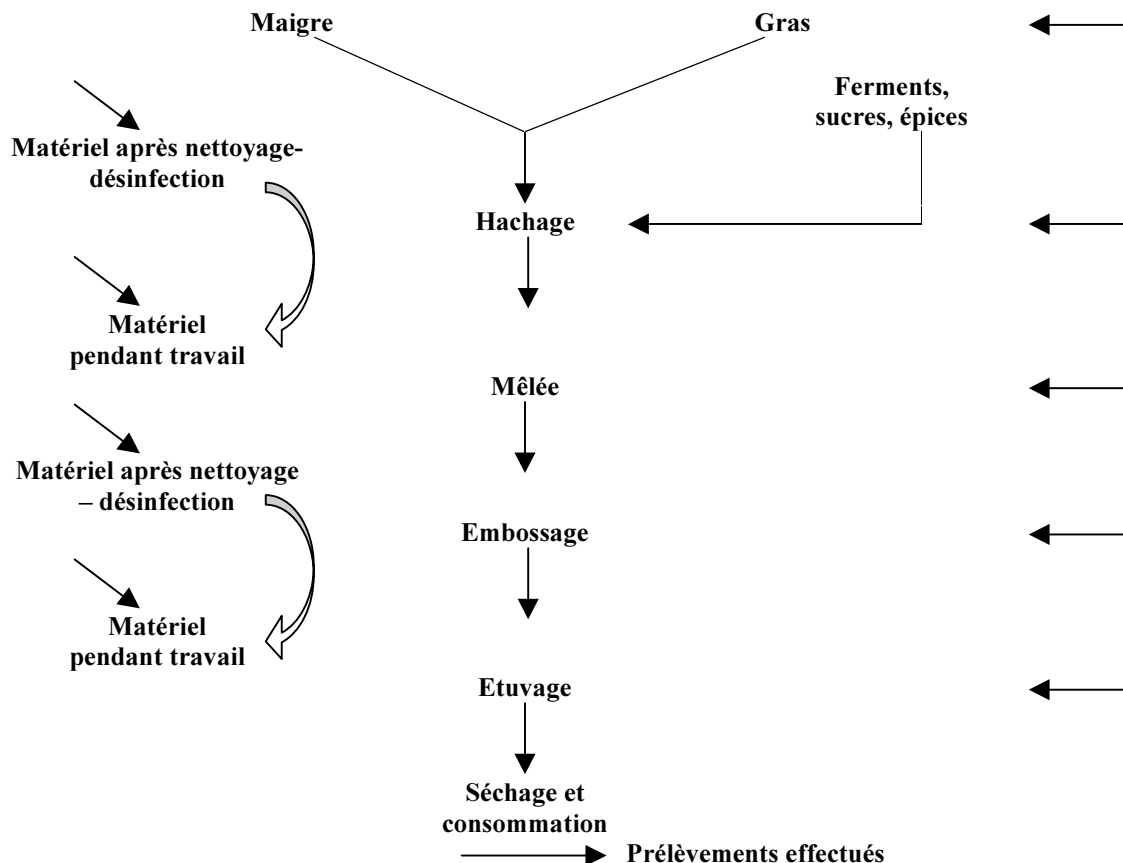 Maigre
Gras
Ferments,
sucres, épices
Matériel après nettoyage-
désinfection
Hachage
Matériel
pendant travail
Mêlée
Matériel après nettoyage
– désinfection
Embossage
Matériel
pendant travail
Etuvage
Séchage et
consommation
Prélèvements effectués